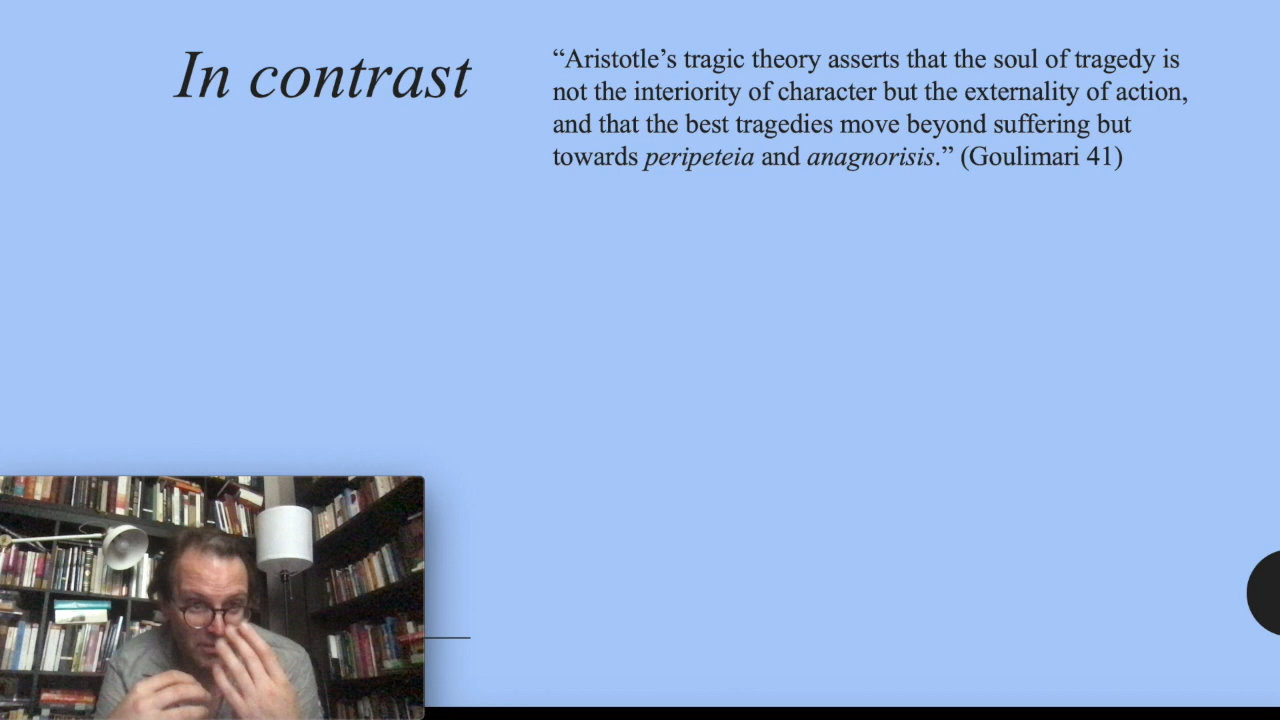 In contrast
“Aristotle’s tragic theory asserts that the soul of tragedy is
not the interiority of character but the externality of action,
and that the best tragedies move beyond suffering but
towards peripeteia and anagnorisis.” (Goulimari 41)